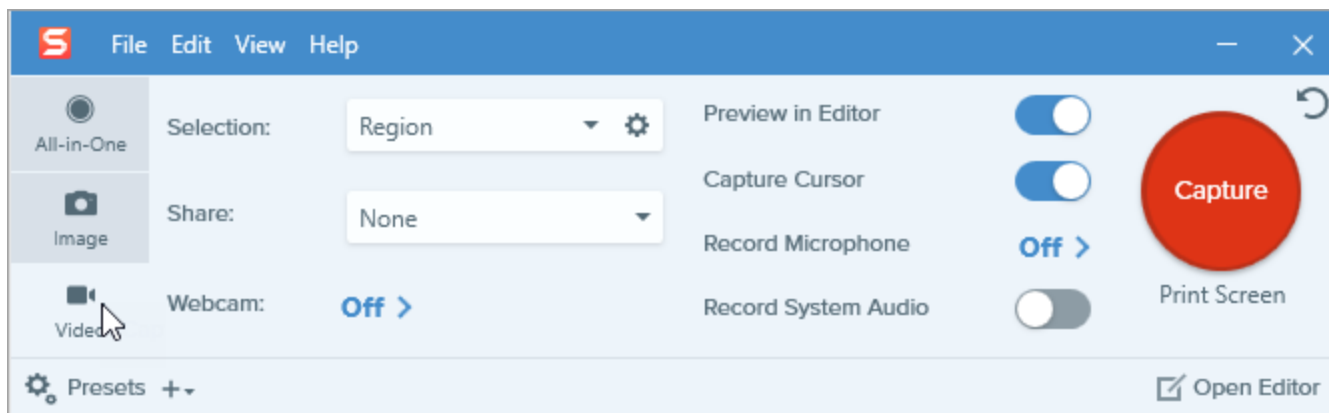 S File Edit View Help
All-in-One
Image
Video
Selection: Region
Share: None
Webcam: Off
Preview in Editor
Capture Cursor
Record Microphone Off
Record System Audio
Capture
Print Screen
Presets
Open Editor